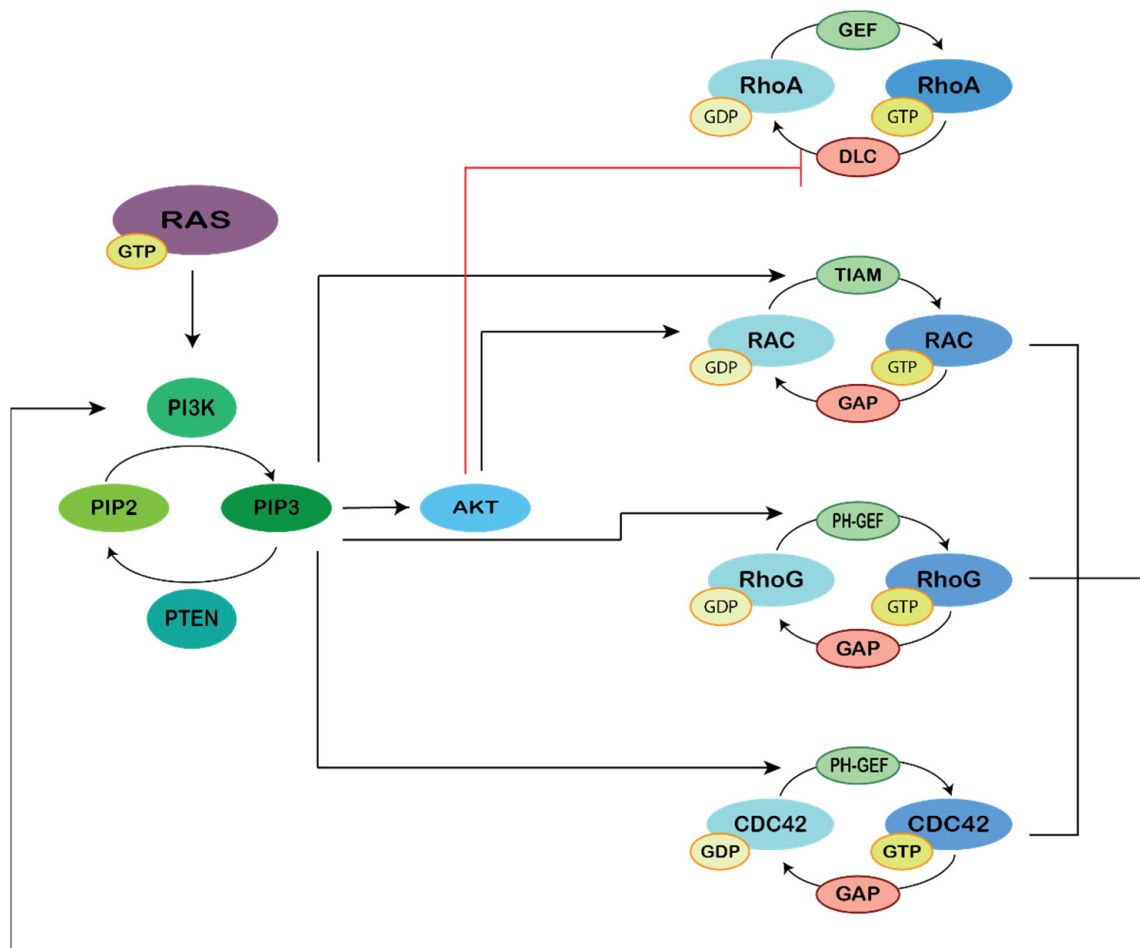 GEF
RhoA
RhoA
GDP
GTP
DLC
RAS
GTP
TIAM
RAC
RAC
GDP
GTP
GAP
PI3K
PIP2
PIP3
AKT
PTEN
PH-GEF
RhoG
RhoG
GDP
GTP
GAP
PH-GEF
CDC42
CDC42
GDP
GTP
GAP